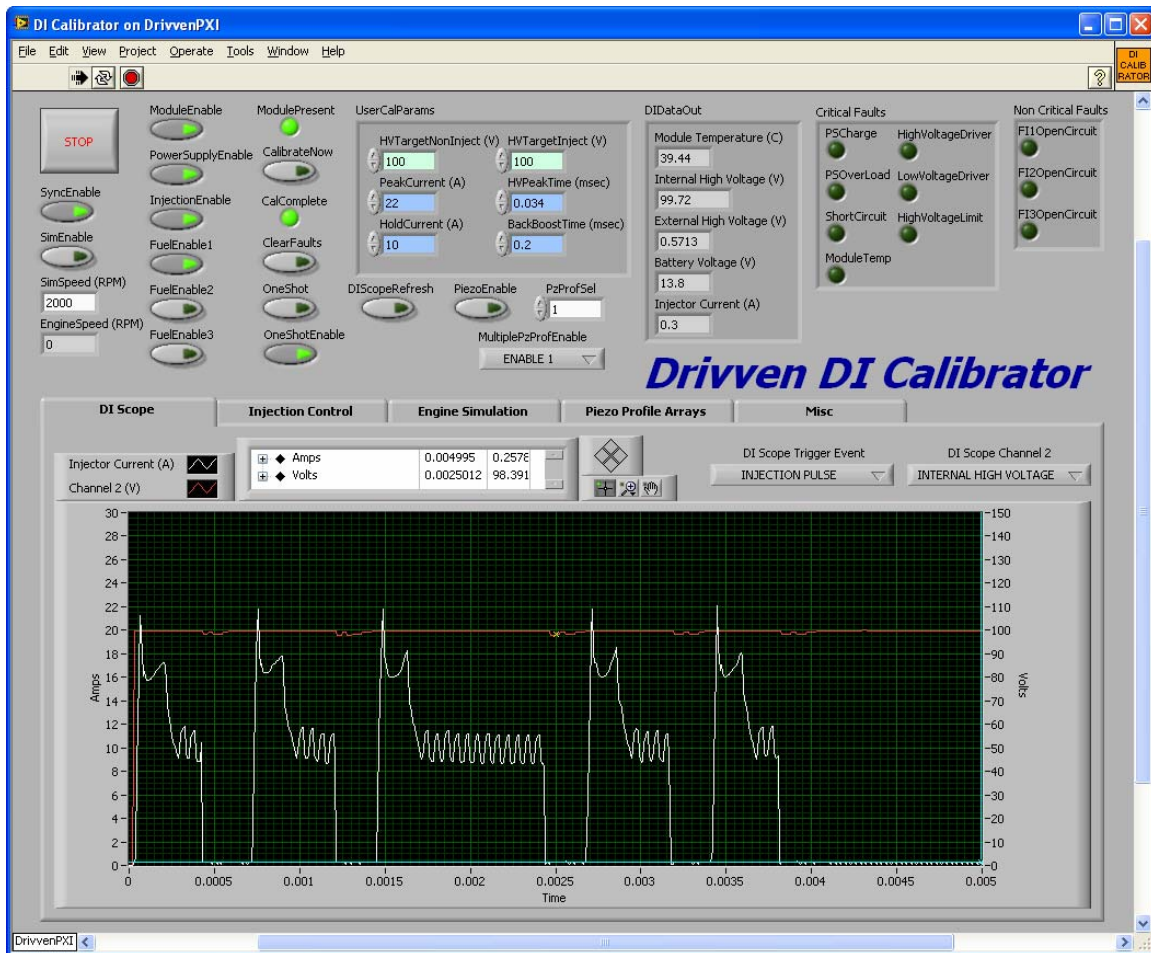 DI Calibrator on DrivvenPXI
File Edit View Project Operate Tools Window Help
DI CALIB RATOR
?
STOP
SyncEnable
SimEnable
SimSpeed (RPM)
2000
EngineSpeed (RPM)
0
ModuleEnable
PowerSupplyEnable
InjectionEnable
FuelEnable1
FuelEnable2
FuelEnable3
ModulePresent
CalibrateNow
CalComplete
ClearFaults
OneShot
OneShotEnable
UserCalParams
HVTargetNonInject (V) HVTargetInject (V)
100 100
PeakCurrent (A) HVPeakTime (msec)
22 0.034
HoldCurrent (A) BackBoostTime (msec)
10 0.2
DIScopeRefresh PiezoEnable PzProfSel
1
MultiplePzProfEnable
ENABLE 1
DIDataOut
Module Temperature (C)
39.44
Internal High Voltage (V)
99.72
External High Voltage (V)
0.5713
Battery Voltage (V)
13.8
Injector Current (A)
0.3
Critical Faults
PSCharge HighVoltageDriver
PSOverLoad LowVoltageDriver
ShortCircuit HighVoltageLimit
ModuleTemp
Non Critical Faults
FI1OpenCircuit
FI2OpenCircuit
FI3OpenCircuit
Drivven DI Calibrator
DI Scope Injection Control Engine Simulation Piezo Profile Arrays Misc
Injector Current (A)
Channel 2 (V)
Amps 0.004995 0.2578
Volts 0.0025012 98.391
DI Scope Trigger Event
INJECTION PULSE
DI Scope Channel 2
INTERNAL HIGH VOLTAGE
30
28
26
24
22
20
18
16
14
12
10
8
6
4
2
0
Amps
150
140
130
120
110
100
90
80
70
60
50
40
30
20
10
0
Volts
0 0.0005 0.001 0.0015 0.002 0.0025 0.003 0.0035 0.004 0.0045 0.005
Time
DrivvenPXI